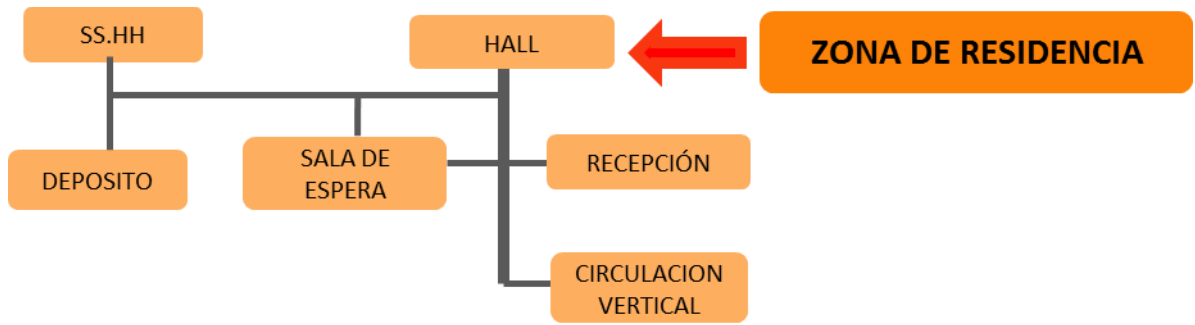 SS.HH
HALL
ZONA DE RESIDENCIA
DEPOSITO
SALA DE
ESPERA
RECEPCIÓN
CIRCULACION
VERTICAL